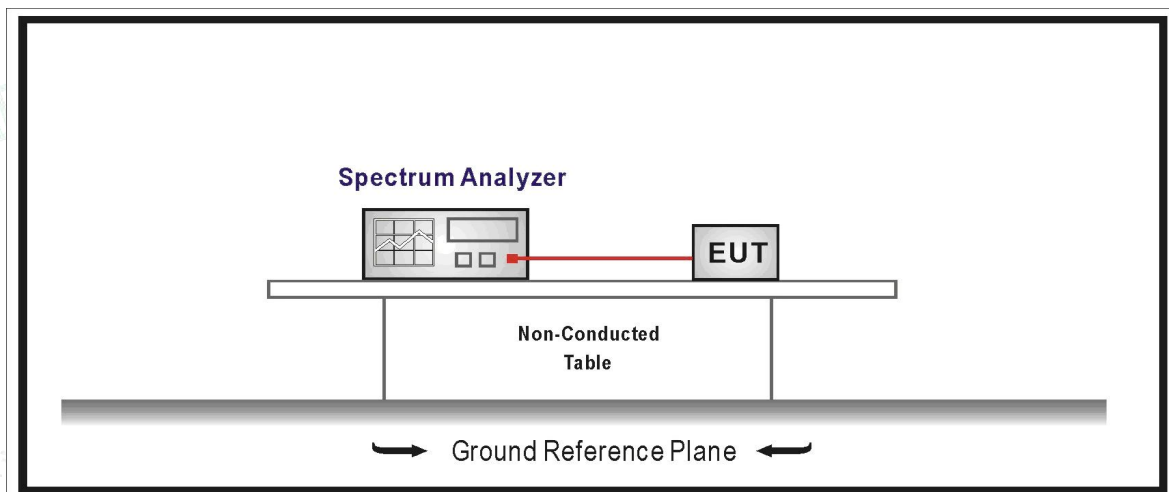 Spectrum Analyzer
EUT
Non-Conducted
Table
Ground Reference Plane